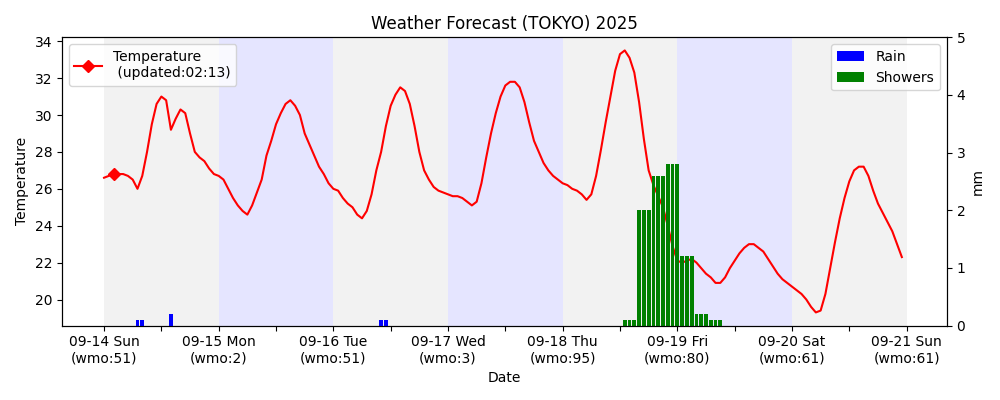 Weather Forecast (TOKYO) 2025
Temperature
(updated:02:13)
Rain
Showers
34
32
30
28
26
24
22
20
Temperature
5
4
3
2
1
0
mm
09-14 Sun
(wmo:51)
09-15 Mon
(wmo:2)
09-16 Tue
(wmo:51)
09-17 Wed
(wmo:3)
09-18 Thu
(wmo:95)
09-19 Fri
(wmo:80)
09-20 Sat
(wmo:61)
09-21 Sun
(wmo:61)
Date